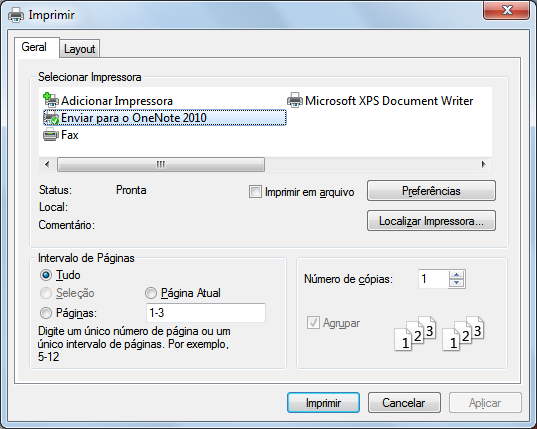 Imprimir
Geral
Layout
Selecionar Impressora
Adicionar Impressora
Microsoft XPS Document Writer
Enviar para o OneNote 2010
Fax
Status: Pronta
Imprimir em arquivo
Preferências
Local:
Localizar Impressora...
Comentário:
Intervalo de Páginas
Tudo
Seleção
Página Atual
Páginas: 1-3
Digite um único número de página ou um
único intervalo de páginas. Por exemplo,
5-12
Número de cópias: 1
Agrupar
1 2 3 1 2 3
Imprimir
Cancelar
Aplicar